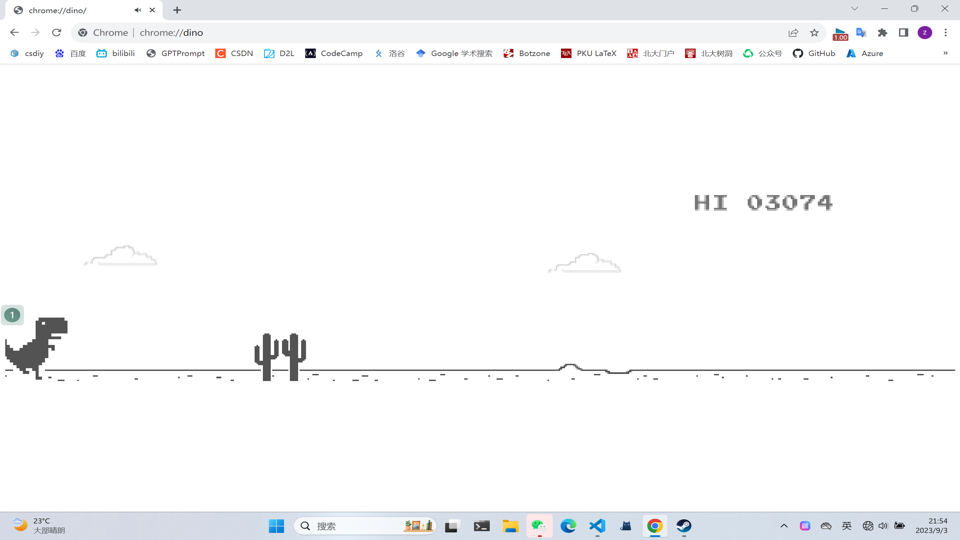 chrome://dino/
Chrome | chrome://dino
1.00
z
csdiy 百度 bilibili GPTPrompt CSDN D2L CodeCamp 洛谷 Google 学术搜索 Botzone PKU LaTeX 北大门户 北大树洞 公众号 GitHub Azure »
HI 03074
1
23°C
大部晴朗
搜索
英
21:54
2023/9/3